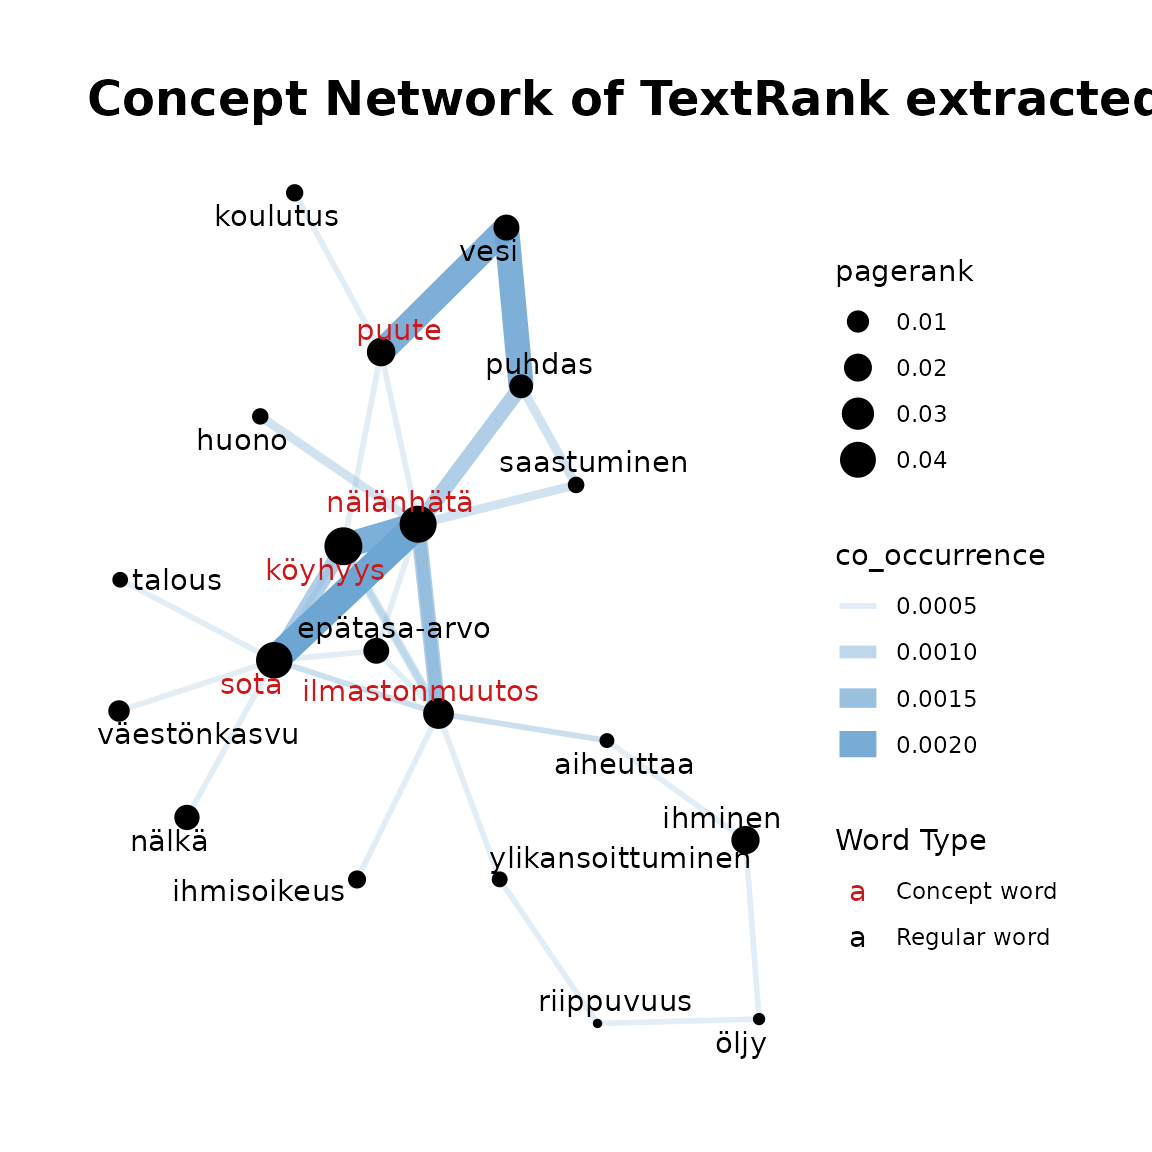 Concept Network of TextRank extracted
koulutus
vesi
puute
puhdas
huono
saastuminen
nälänhätä
köyhyys
talous
epätasa-arvo
sota
ilmastonmuutos
väestönkasvu
aiheuttaa
ihminen
nälkä
ylikansoittuminen
ihmisoikeus
riippuvuus
öljy
pagerank
0.01
0.02
0.03
0.04
co_occurrence
0.0005
0.0010
0.0015
0.0020
Word Type
a Concept word
a Regular word